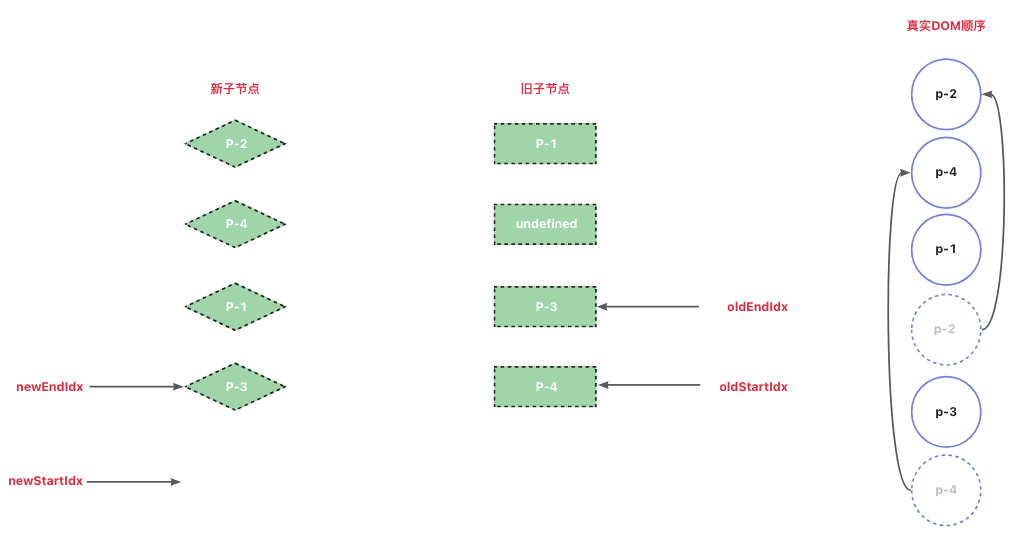 真实DOM顺序
新子节点
旧子节点
P-2
P-4
P-1
P-3
newEndIdx
newStartIdx
P-1
undefined
P-3
P-4
oldEndIdx
oldStartIdx
p-2
p-4
p-1
p-2
p-3
p-4